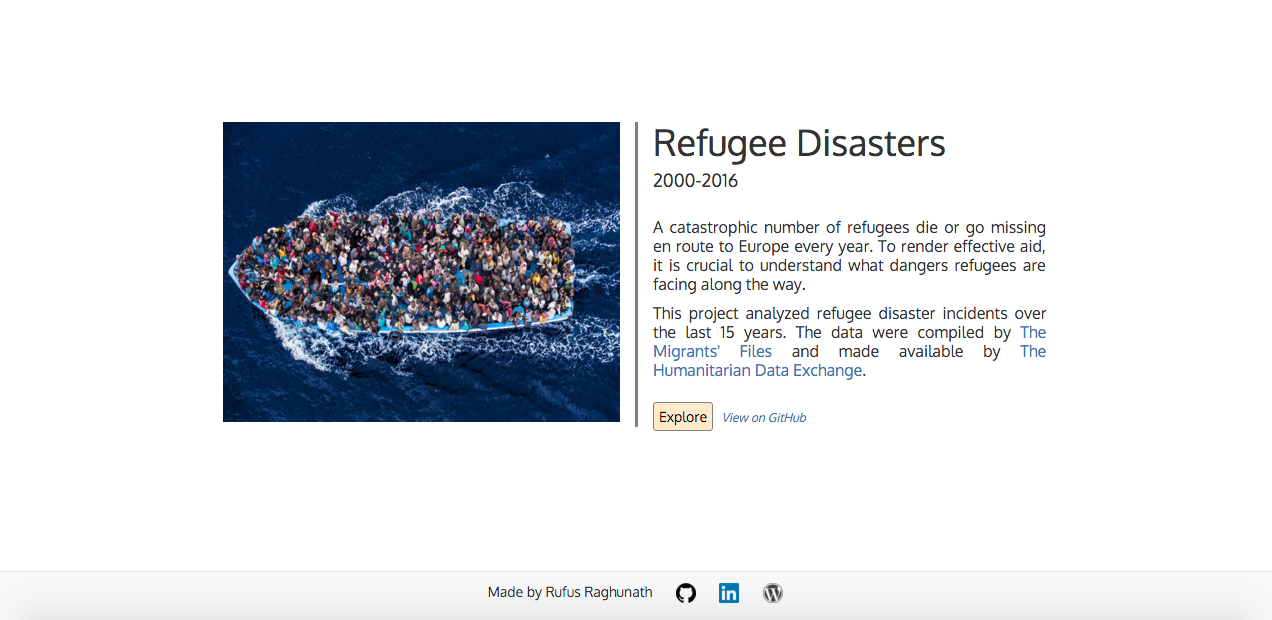 Refugee Disasters
2000-2016
A catastrophic number of refugees die or go missing
en route to Europe every year. To render effective aid,
it is crucial to understand what dangers refugees are
facing along the way.
This project analyzed refugee disaster incidents over
the last 15 years. The data were compiled by The
Migrants' Files and made available by The
Humanitarian Data Exchange.
Explore View on GitHub
Made by Rufus Raghunath in